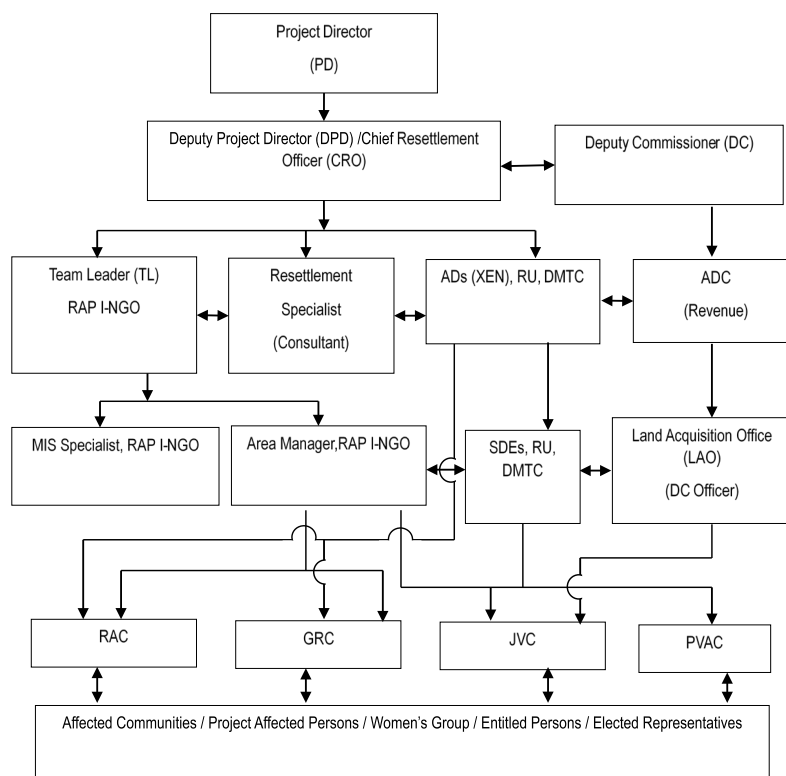 Project Director
(PD)
Deputy Project Director (DPD) /Chief Resettlement
Officer (CRO)
Deputy Commissioner (DC)
Team Leader (TL)
RAP I-NGO
Resettlement
Specialist
(Consultant)
ADs (XEN), RU, DMTC
ADC
(Revenue)
MIS Specialist, RAP I-NGO
Area Manager,RAP I-NGO
SDEs, RU,
DMTC
Land Acquisition Office
(LAO)
(DC Officer)
RAC
GRC
JVC
PVAC
Affected Communities / Project Affected Persons / Women’s Group / Entitled Persons / Elected Representatives